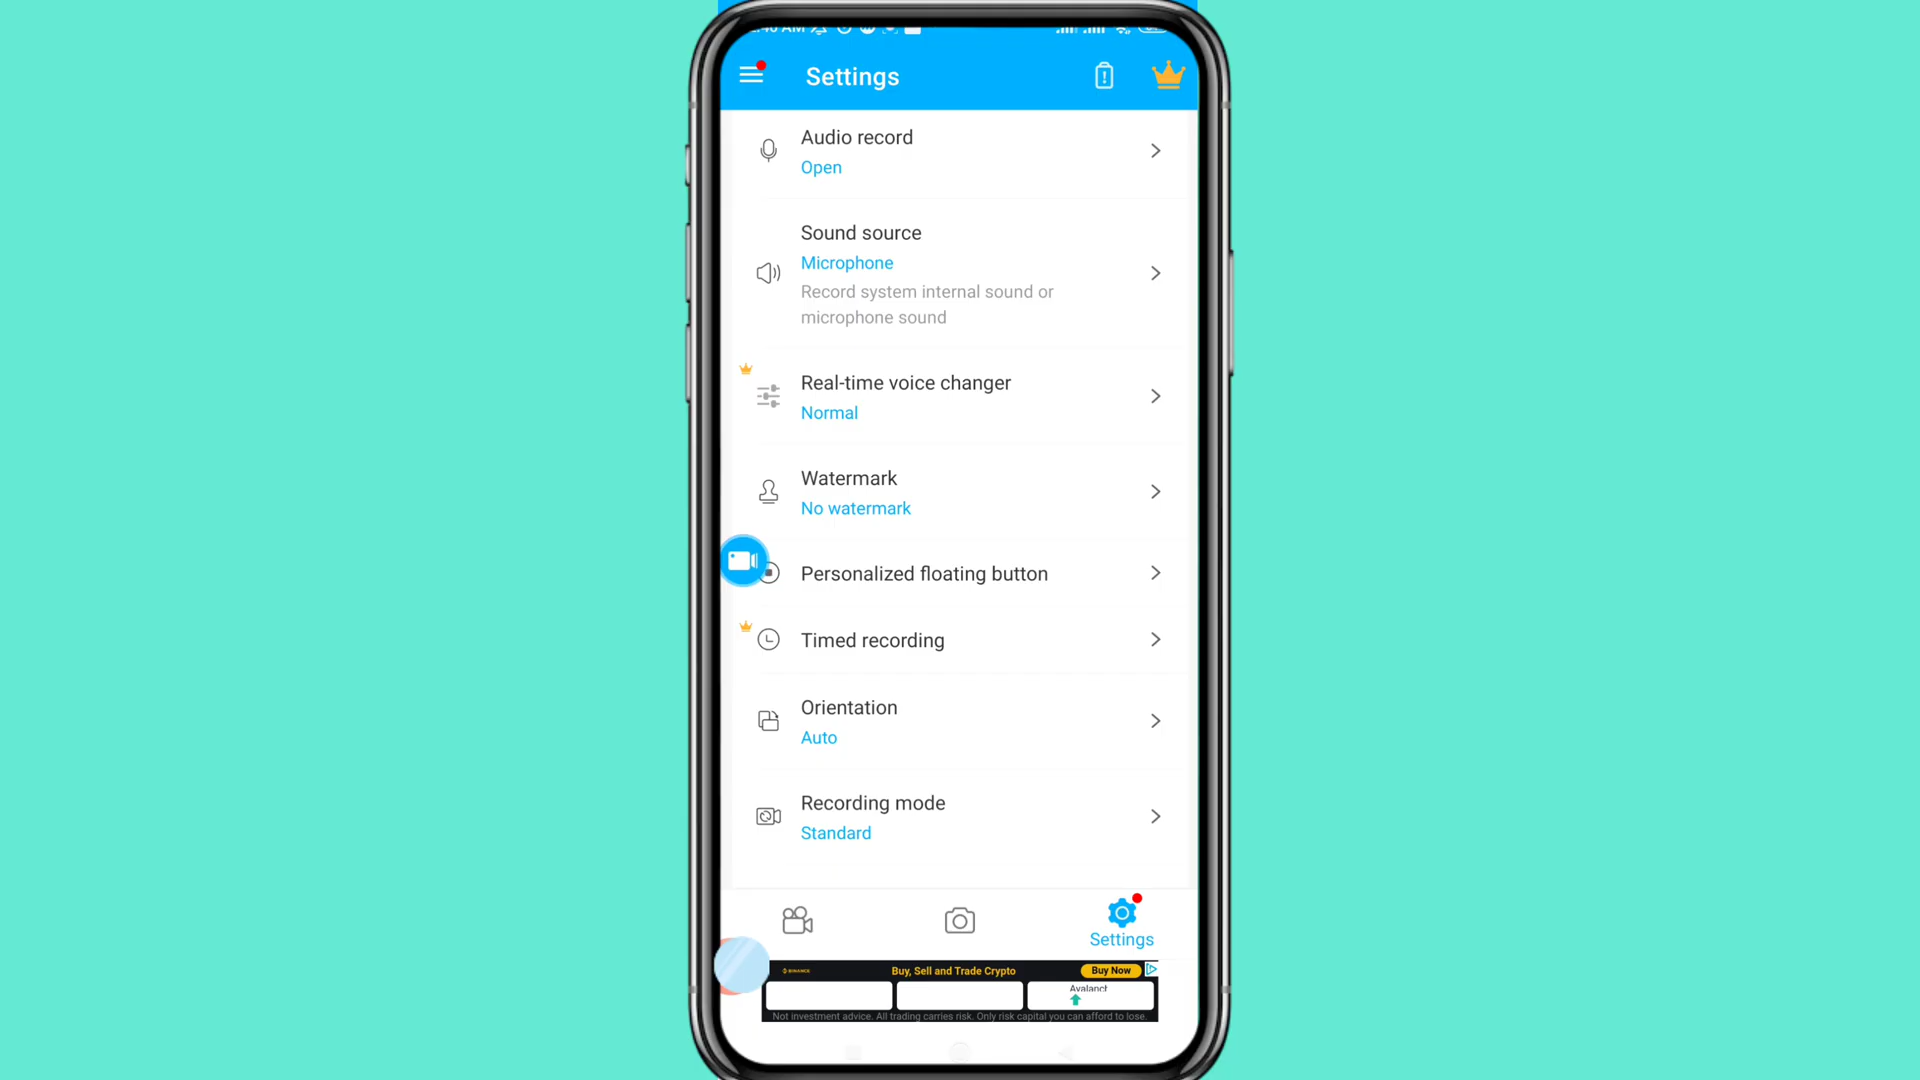 Settings
Audio record
Open
Sound source
Microphone
Record system internal sound or
microphone sound
Real-time voice changer
Normal
Watermark
No watermark
Personalized floating button
Timed recording
Orientation
Auto
Recording mode
Standard
Settings
BINANCE
Buy, Sell and Trade Crypto
Buy Now
Not investment advice. All trading carries risk. Only risk capital you can afford to lose.